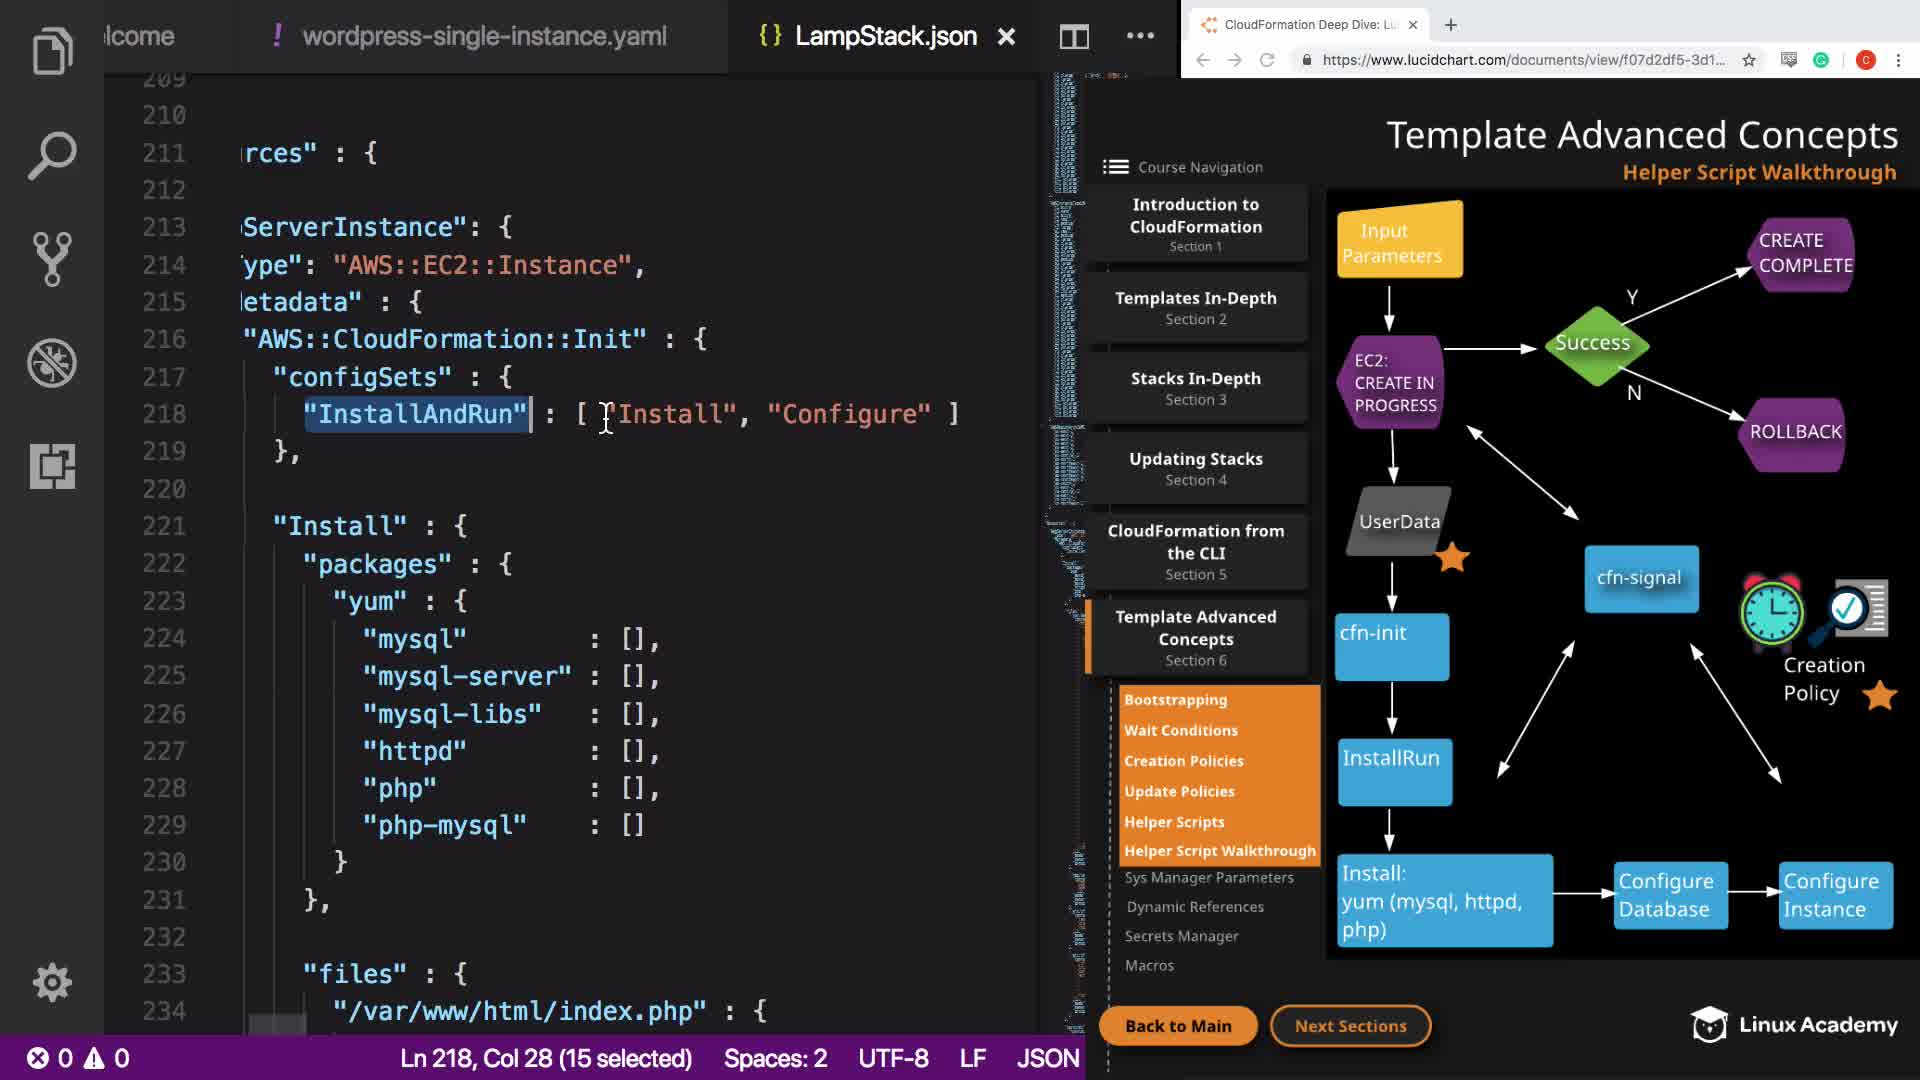 lcome
! wordpress-single-instance.yaml
{} LampStack.json
209
210
211 rces" : {
212
213 ServerInstance": {
214 ype": "AWS::EC2::Instance",
215 etadata" : {
216 "AWS::CloudFormation::Init" : {
217 "configSets" : {
218 "InstallAndRun" : [ "Install", "Configure" ]
219 },
220
221 "Install" : {
222 "packages" : {
223 "yum" : {
224 "mysql" : [],
225 "mysql-server" : [],
226 "mysql-libs" : [],
227 "httpd" : [],
228 "php" : [],
229 "php-mysql" : []
230 }
231 },
232
233 "files" : {
234 "/var/www/html/index.php" : {
0 0
Ln 218, Col 28 (15 selected) Spaces: 2 UTF-8 LF JSON
CloudFormation Deep Dive: Lu
https://www.lucidchart.com/documents/view/f07d2df5-3d1...
C
Template Advanced Concepts
Helper Script Walkthrough
Course Navigation
Introduction to
CloudFormation
Section 1
Templates In-Depth
Section 2
Stacks In-Depth
Section 3
Updating Stacks
Section 4
CloudFormation from
the CLI
Section 5
Template Advanced
Concepts
Section 6
Bootstrapping
Wait Conditions
Creation Policies
Update Policies
Helper Scripts
Helper Script Walkthrough
Sys Manager Parameters
Dynamic References
Secrets Manager
Macros
Back to Main
Next Sections
Input
Parameters
EC2:
CREATE IN
PROGRESS
Success
Y
N
CREATE
COMPLETE
ROLLBACK
UserData
cfn-signal
cfn-init
Creation
Policy
InstallRun
Install:
yum (mysql, httpd,
php)
Configure
Database
Configure
Instance
Linux Academy